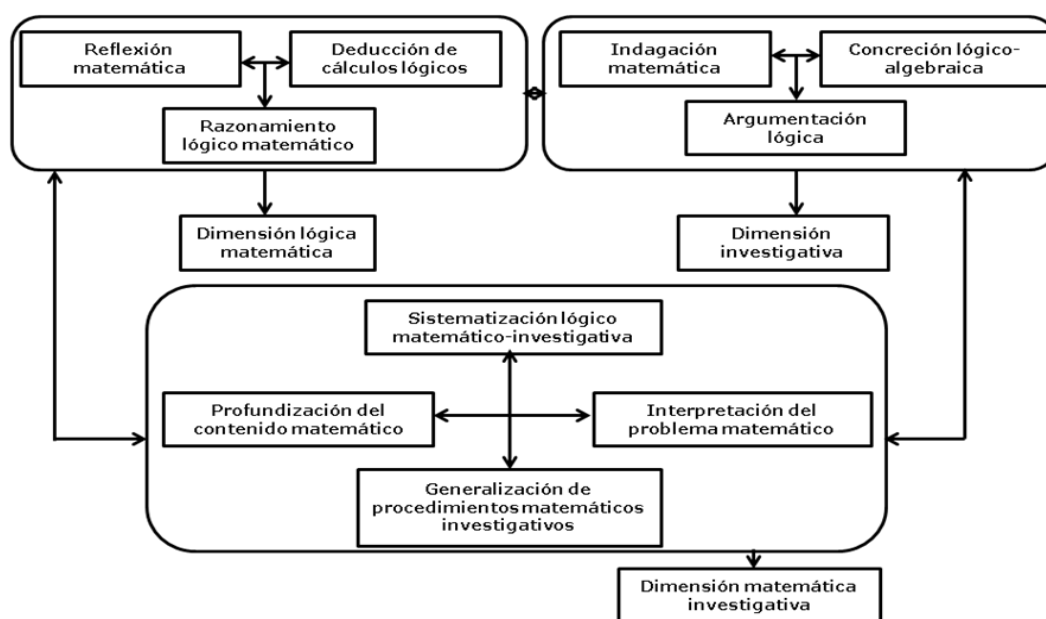 Reflexión
matemática
Deducción de
cálculos lógicos
Razonamiento
lógico matemático
Indagación
matemática
Concreción lógico-
algebraica
Argumentación
lógica
Dimensión lógica
matemática
Dimensión
investigativa
Sistematización lógico
matemático-investigativa
Profundización del
contenido matemático
Interpretación del
problema matemático
Generalización de
procedimientos matemáticos
investigativos
Dimensión matemática
investigativa